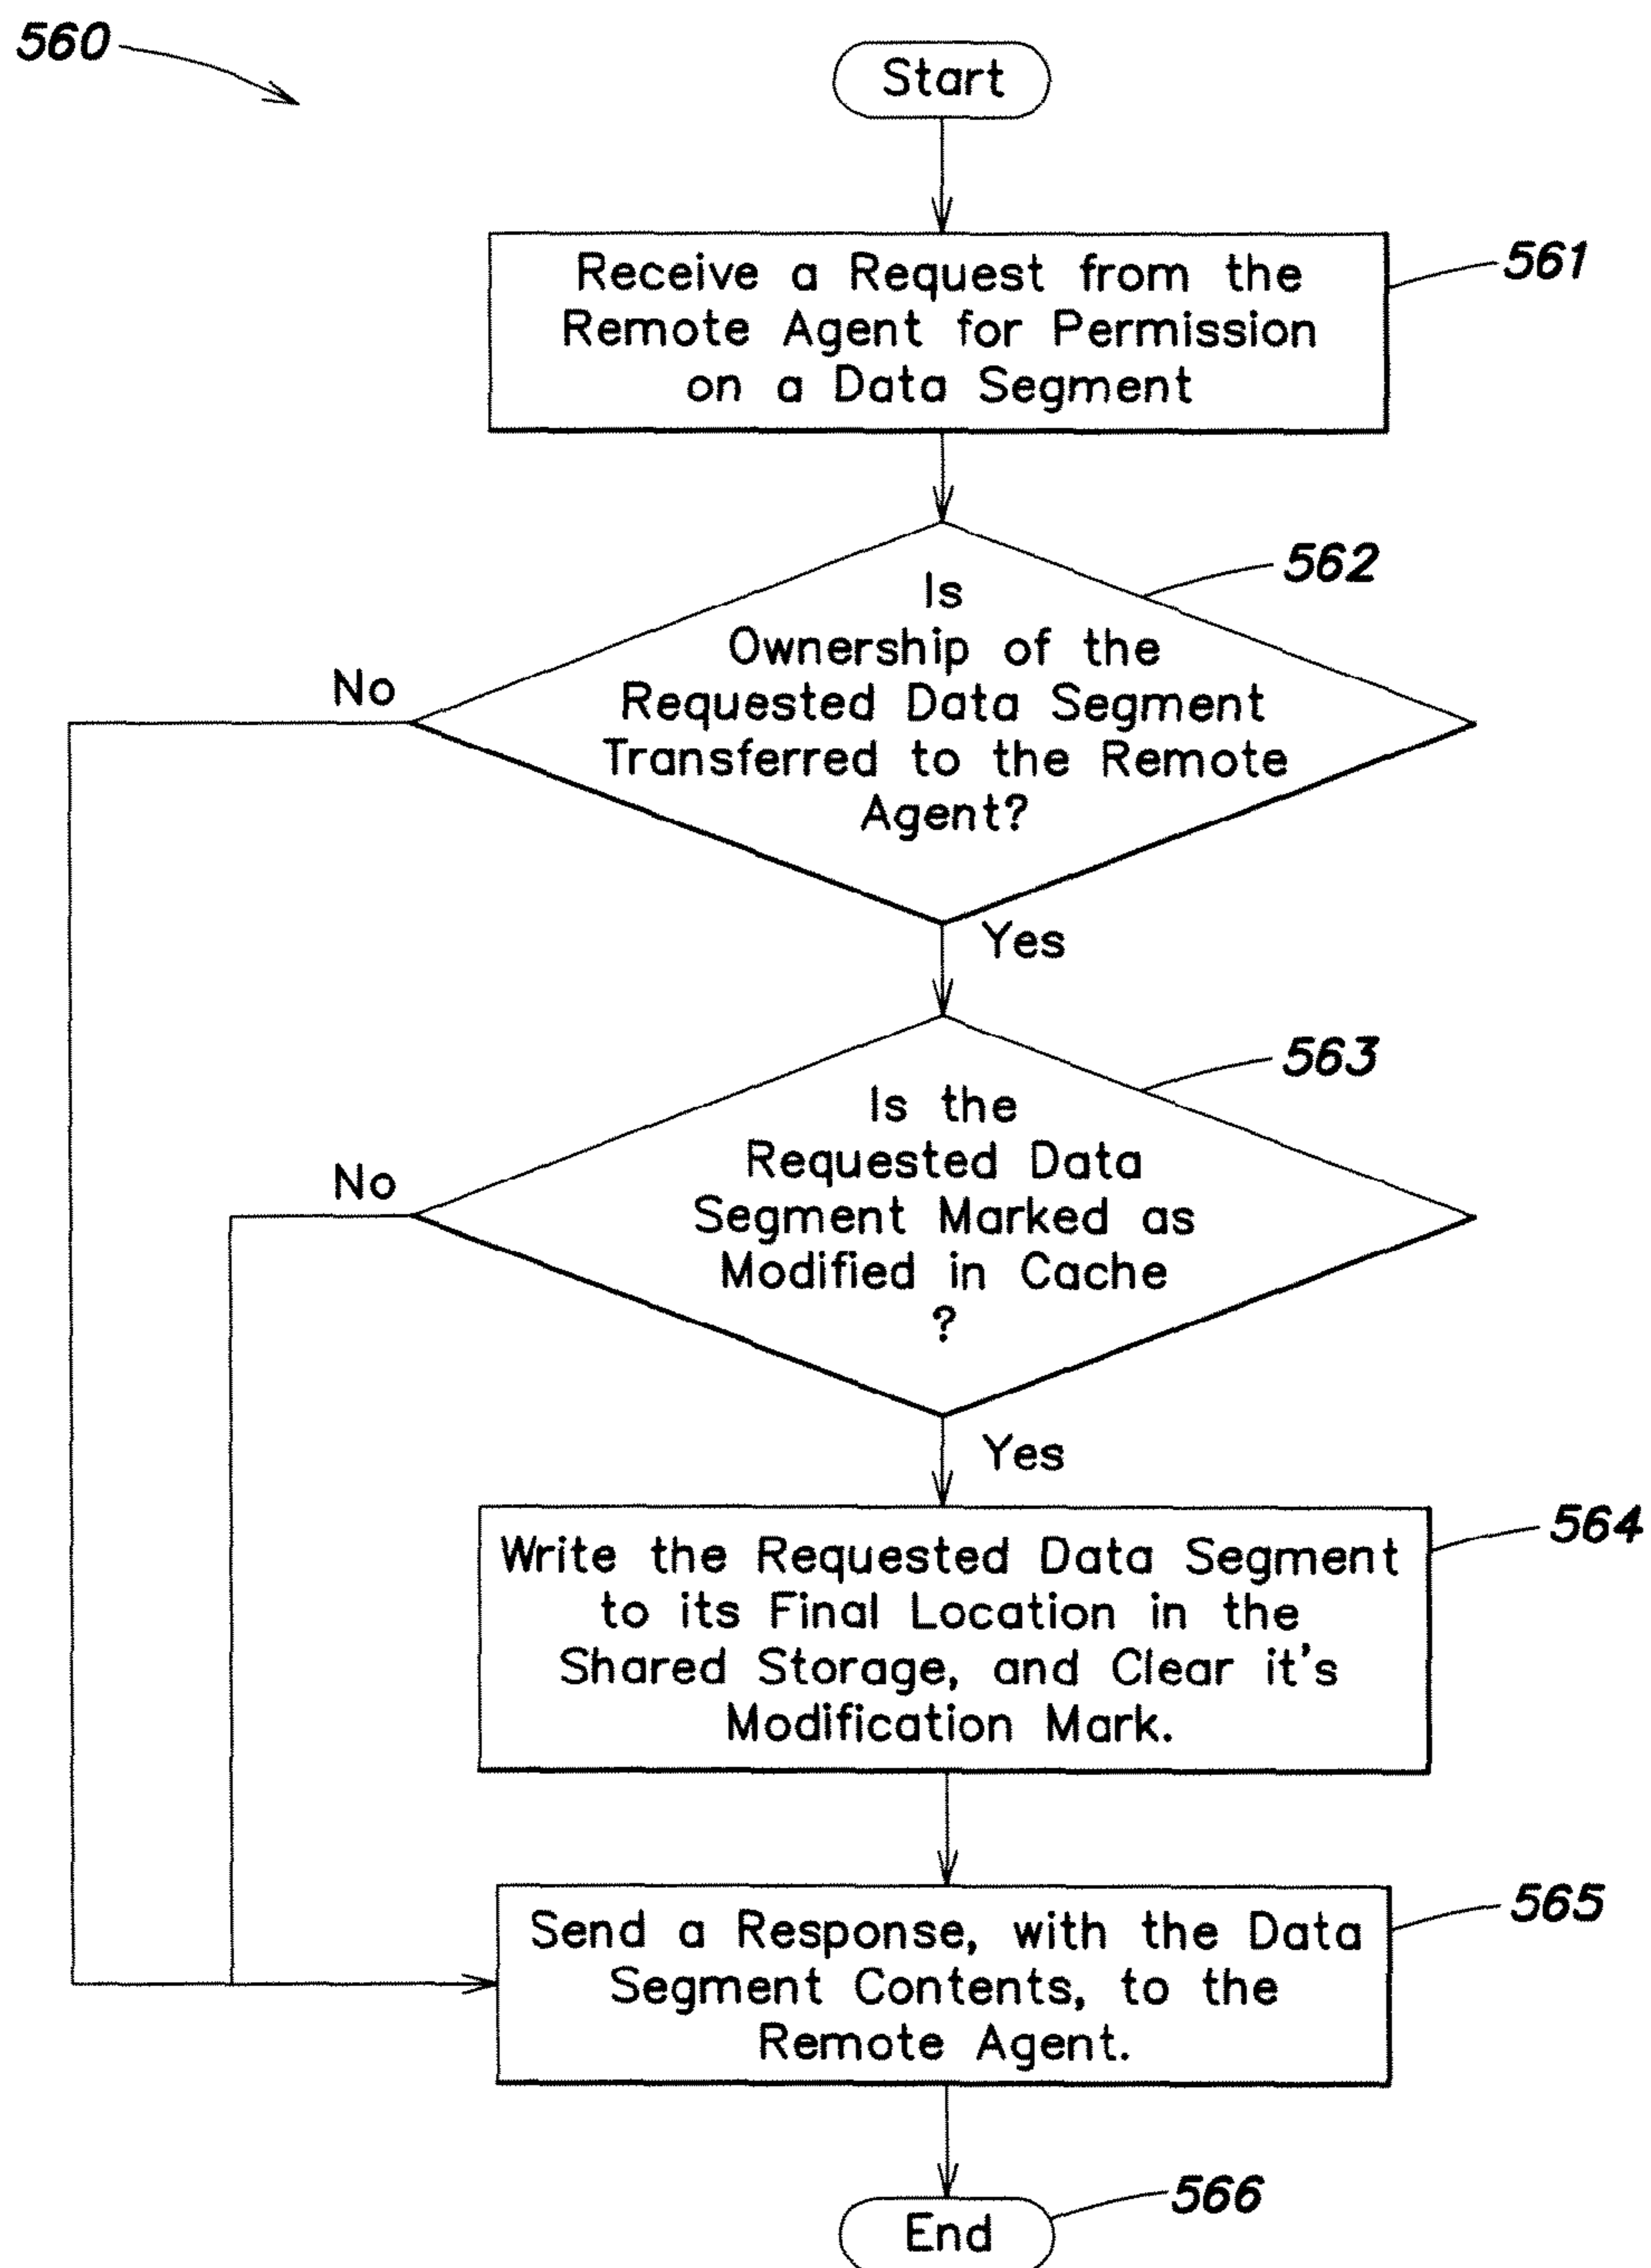 560
Start
Receive a Request from the
Remote Agent for Permission
on a Data Segment
561
562
Is
Ownership of the
Requested Data Segment
Transferred to the Remote
Agent?
No
Yes
563
Is the
Requested Data
Segment Marked as
Modified in Cache
?
No
Yes
564
Write the Requested Data Segment
to its Final Location in the
Shared Storage, and Clear it's
Modification Mark.
565
Send a Response, with the Data
Segment Contents, to the
Remote Agent.
566
End